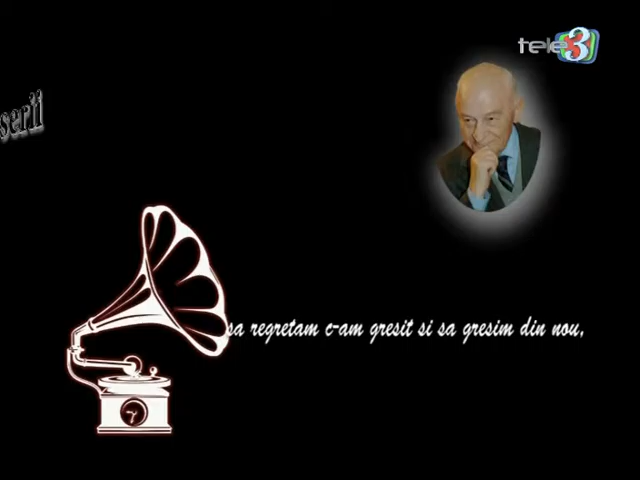 tele3
serii
sa regretam c-am gresit si sa gresim din nou,